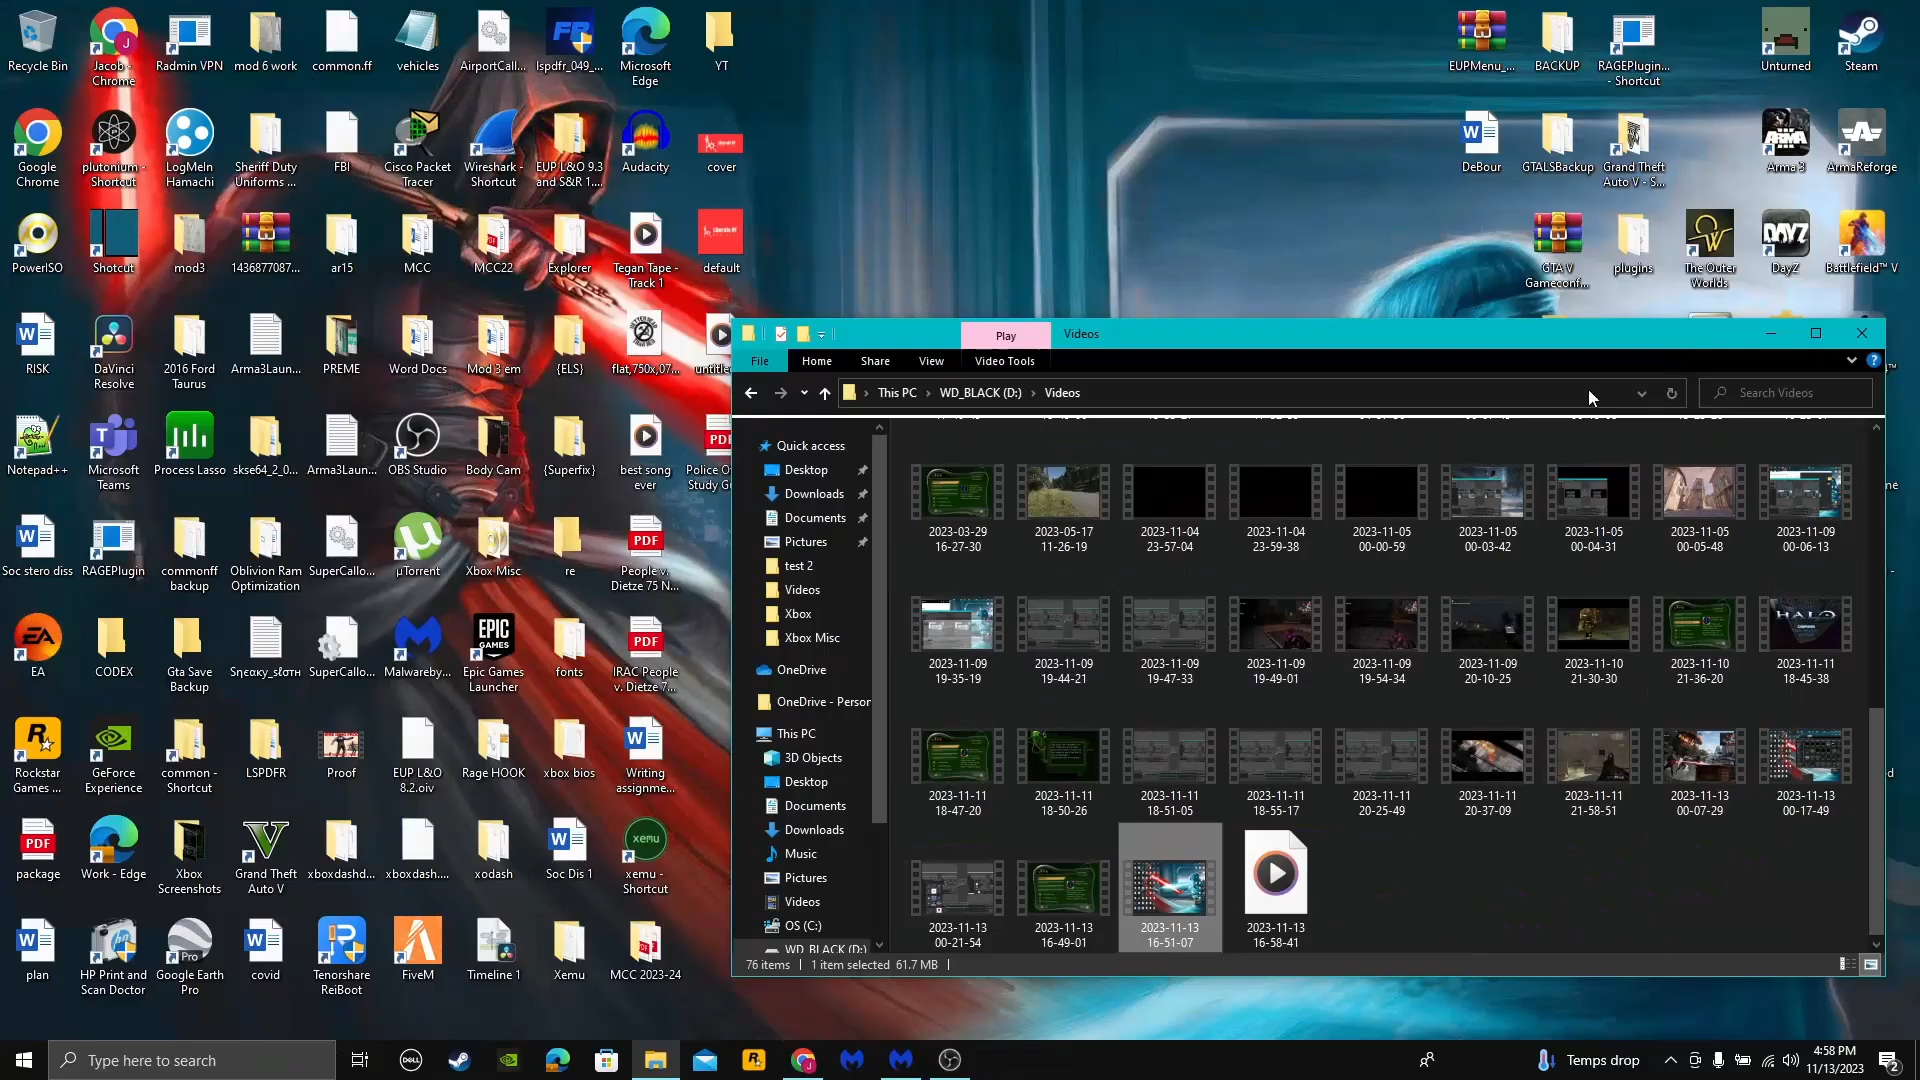 Recycle Bin
Jacob -
Chrome
Radmin VPN
mod 6 work
common.ff
vehicles
AirportCall...
lspdfr_049_...
Microsoft
Edge
YT
EUPMenu_...
BACKUP
RAGEPlugin...
- Shortcut
Unturned
Steam
Google
Chrome
plutonium -
Shortcut
LogMeIn
Hamachi
Sheriff Duty
Uniforms ...
FBI
Cisco Packet
Tracer
Wireshark -
Shortcut
EUP L&O 9.3
and S&R 1....
Audacity
cover
DeBour
GTALSBackup
Grand Theft
Auto V - S...
Arma 3
ArmaReforge
PowerISO
Shotcut
mod3
1436877087...
ar15
MCC
MCC22
Explorer
Tegan Tape -
Track 1
default
GTA V
Gameconf...
plugins
The Outer
Worlds
DayZ
Battlefield™ V
RISK
DaVinci
Resolve
2016 Ford
Taurus
Arma3Laun...
PREME
Word Docs
Mod 3 em
{ELS}
flat,750x,07...
Notepad++
Microsoft
Teams
Process Lasso
skse64_2_0...
Arma3Laun...
OBS Studio
Body Cam
{Superfix}
best song
ever
Soc stero diss
RAGEPlugin
commonff
backup
Oblivion Ram
Optimization
SuperCallo...
µTorrent
Xbox Misc
re
People v.
Dietze 75 N...
EA
CODEX
Gta Save
Backup
Sηєαку_ѕℓσтн
SuperCallo...
Malwareby...
Epic Games
Launcher
fonts
IRAC People
v. Dietze 7...
Rockstar
Games ...
GeForce
Experience
common -
Shortcut
LSPDFR
Proof
EUP L&O
8.2.oiv
Rage HOOK
xbox bios
Writing
assignme...
package
Work - Edge
Xbox
Screenshots
Grand Theft
Auto V
xboxdashd...
xboxdash....
xodash
Soc Dis 1
xemu -
Shortcut
plan
HP Print and
Scan Doctor
Google Earth
Pro
covid
Tenorshare
ReiBoot
FiveM
Timeline 1
Xemu
MCC 2023-24
Play
Videos
File
Home
Share
View
Video Tools
This PC
WD_BLACK (D:)
Videos
Search Videos
Quick access
Desktop
Downloads
Documents
Pictures
test 2
Videos
Xbox
Xbox Misc
OneDrive
OneDrive - Person
This PC
3D Objects
Desktop
Documents
Downloads
Music
Pictures
Videos
OS (C:)
WD_BLACK (D:)
2023-03-29
16-27-30
2023-05-17
11-26-19
2023-11-04
23-57-04
2023-11-04
23-59-38
2023-11-05
00-00-59
2023-11-05
00-03-42
2023-11-05
00-04-31
2023-11-05
00-05-48
2023-11-09
00-06-13
2023-11-09
19-35-19
2023-11-09
19-44-21
2023-11-09
19-47-33
2023-11-09
19-49-01
2023-11-09
19-54-34
2023-11-09
20-10-25
2023-11-10
21-30-30
2023-11-10
21-36-20
2023-11-11
18-45-38
2023-11-11
18-47-20
2023-11-11
18-50-26
2023-11-11
18-51-05
2023-11-11
18-55-17
2023-11-11
20-25-49
2023-11-11
20-37-09
2023-11-11
21-58-51
2023-11-13
00-07-29
2023-11-13
00-17-49
2023-11-13
00-21-54
2023-11-13
16-49-01
2023-11-13
16-51-07
2023-11-13
16-58-41
76 items
1 item selected 61.7 MB
Type here to search
Temps drop
4:58 PM
11/13/2023
2